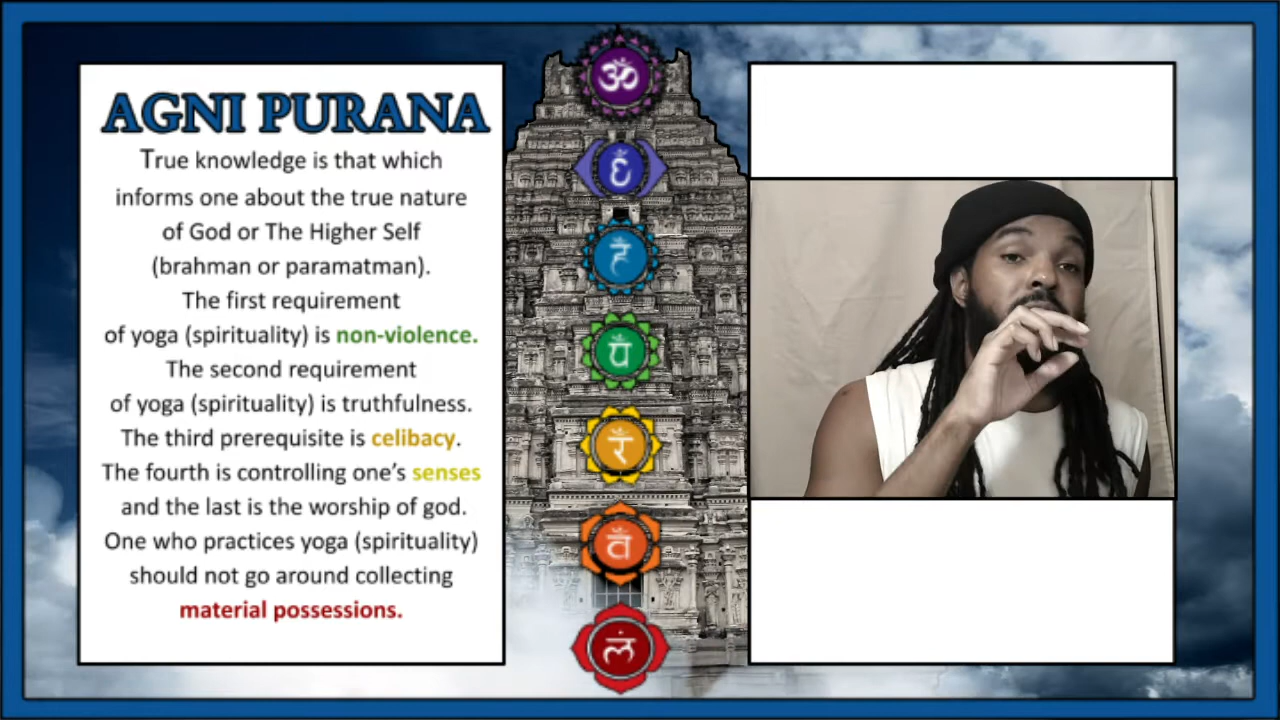 AGNI PURANA
True knowledge is that which
informs one about the true nature
of God or The Higher Self
(brahman or paramatman).
The first requirement
of yoga (spirituality) is non-violence.
The second requirement
of yoga (spirituality) is truthfulness.
The third prerequisite is celibacy.
The fourth is controlling one's senses
and the last is the worship of god.
One who practices yoga (spirituality)
should not go around collecting
material possessions.
ॐ
हं
रं
वं
लं